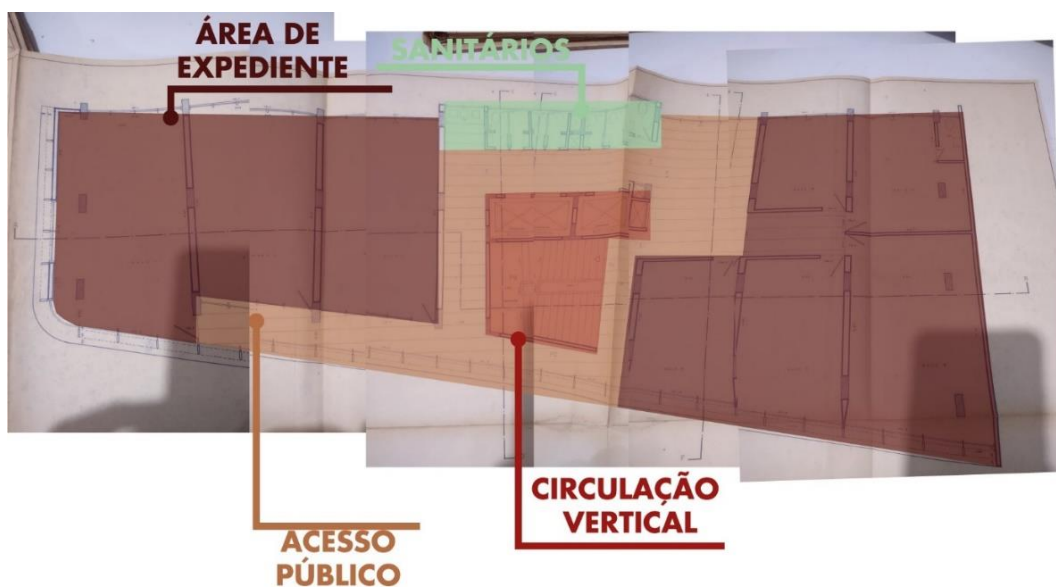 ÁREA DE
EXPEDIENTE
SANITÁRIOS
CIRCULAÇÃO
VERTICAL
ACESSO
PÚBLICO